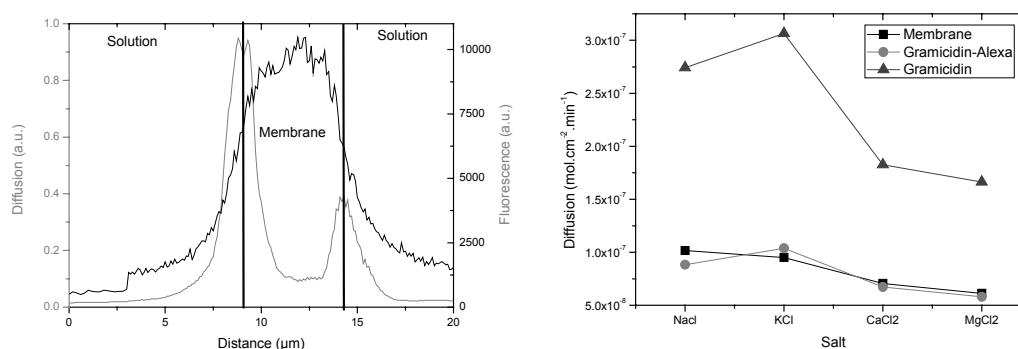 Solution
Solution
Membrane
1.0
0.8
0.6
0.4
0.2
0.0
Diffusion (a.u.)
10000
7500
5000
2500
0
Fluorescence (a.u.)
0 5 10 15 20
Distance (µm)
Membrane
Gramicidin-Alexa
Gramicidin
3.0x10-7
2.5x10-7
2.0x10-7
1.5x10-7
1.0x10-7
5.0x10-8
Diffusion (mol.cm-2.min-1)
Nacl KCl CaCl2 MgCl2
Salt